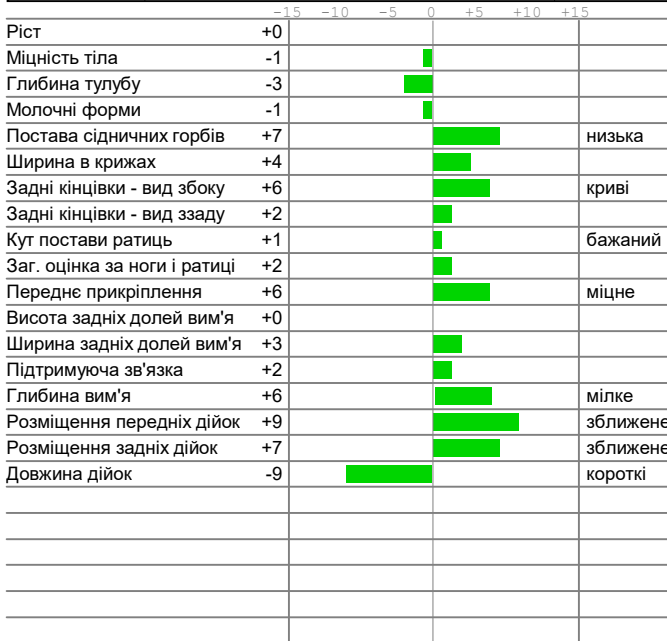 -15 -10 -5 0 +5 +10 +15
Ріст +0
Міцність тіла -1
Глибина тулубу -3
Молочні форми -1
Постава сідничних горбів +7 низька
Ширина в крижах +4
Задні кінцівки - вид збоку +6 криві
Задні кінцівки - вид ззаду +2
Кут постави ратиць +1 бажаний
Заг. оцінка за ноги і ратиці +2
Переднє прикріплення +6 міцне
Висота задніх долей вим'я +0
Ширина задніх долей вим'я +3
Підтримуюча зв'язка +2
Глибина вим'я +6 мілке
Розміщення передніх дійок +9 зближене
Розміщення задніх дійок +7 зближене
Довжина дійок -9 короткі